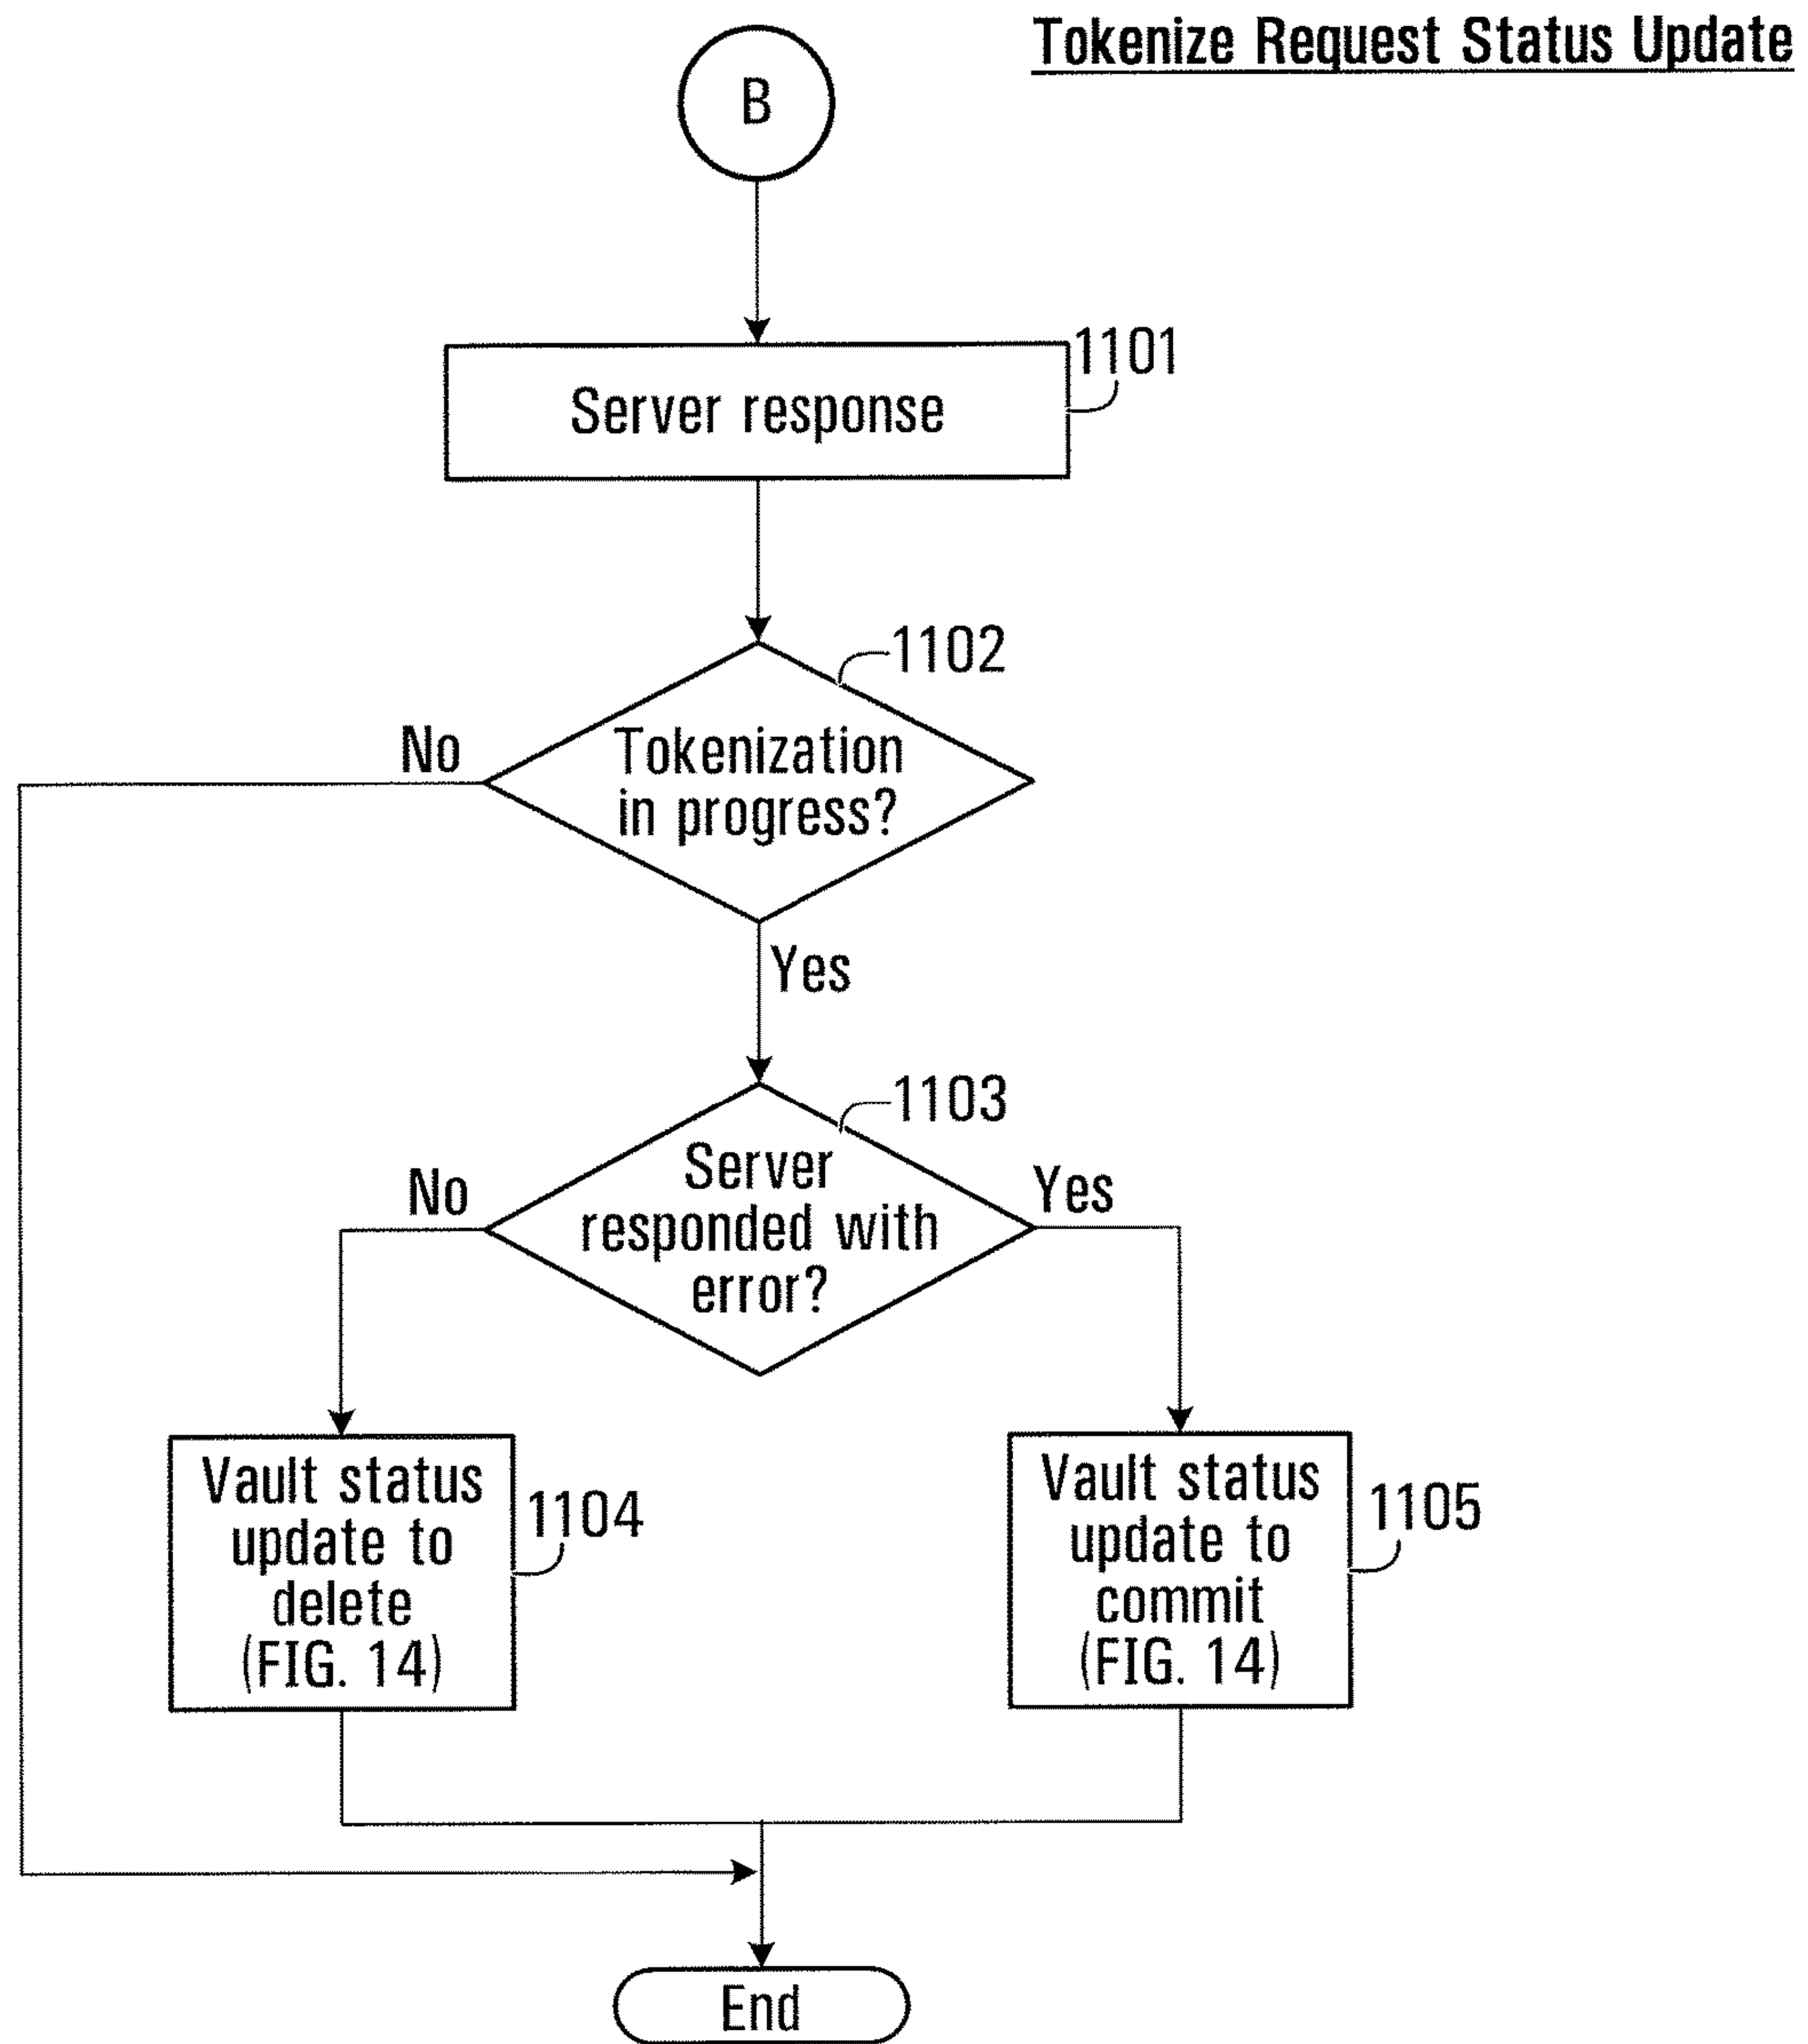 Tokenize Request Status Update
B
1101
Server response
1102
No
Tokenization
in progress?
Yes
1103
No
Server
responded with
error?
Yes
Vault status
update to
delete
(FIG. 14)
1104
Vault status
update to
commit
(FIG. 14)
1105
End